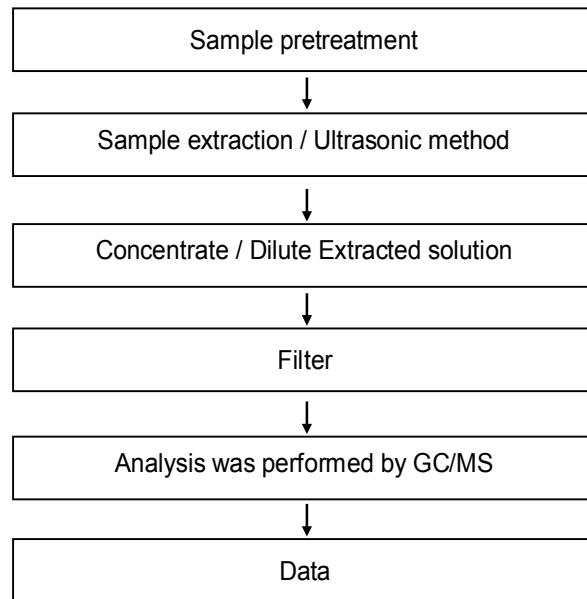 Sample pretreatment
Sample extraction / Ultrasonic method
Concentrate / Dilute Extracted solution
Filter
Analysis was performed by GC/MS
Data